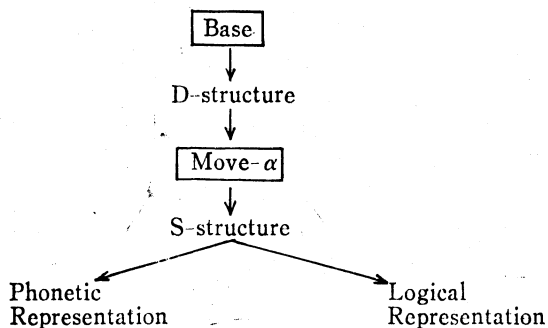 Base
D-structure
Move-α
S-structure
Phonetic
Representation
Logical
Representation